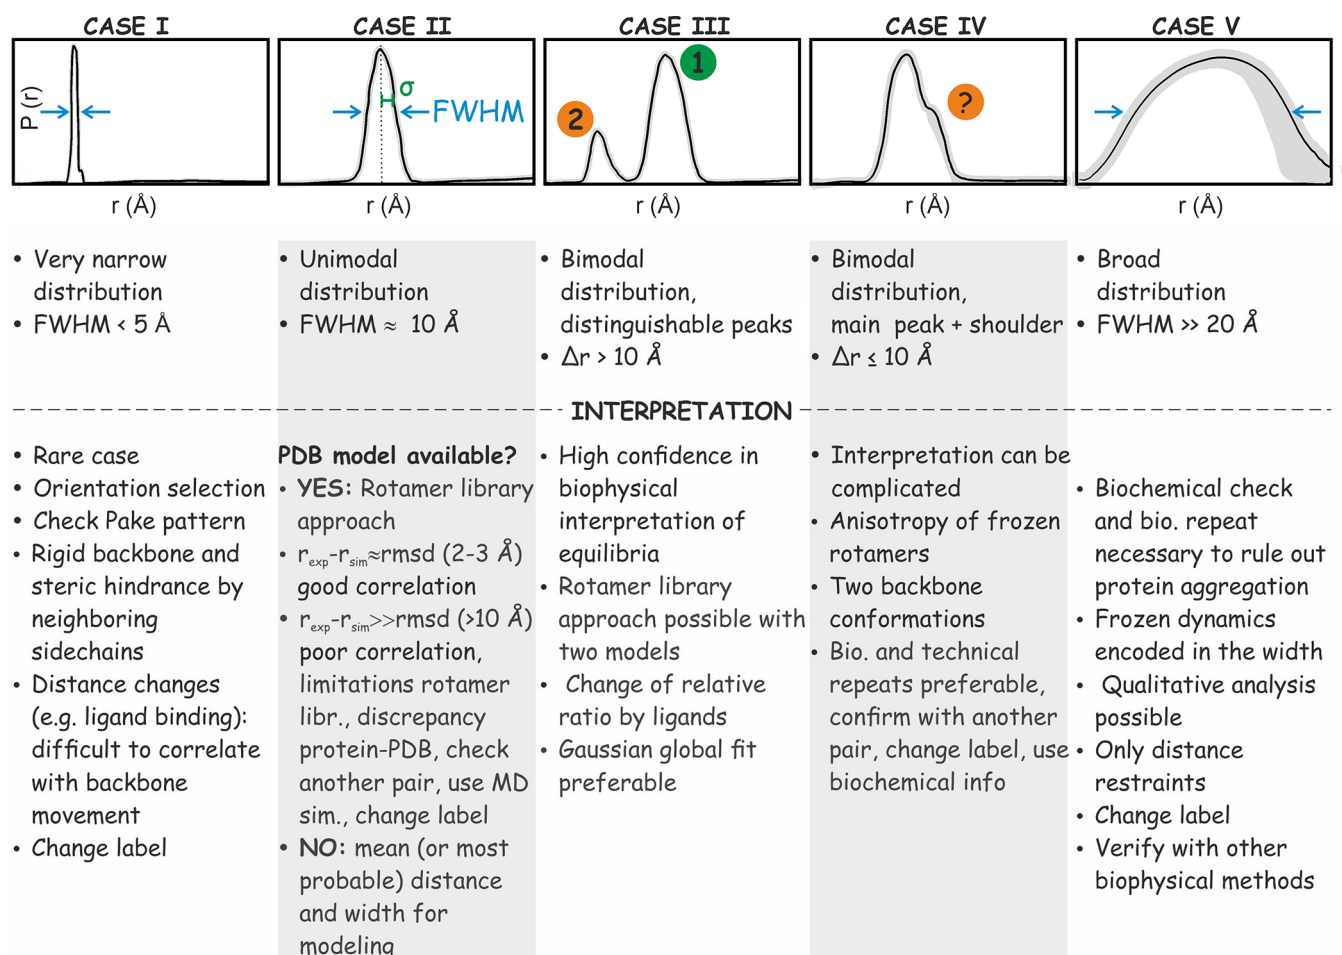 CASE I
P (r)
r (Å)
• Very narrow
distribution
• FWHM < 5 Å
CASE II
σ
FWHM
r (Å)
• Unimodal
distribution
• FWHM ≈ 10 Å
CASE III
1
2
r (Å)
• Bimodal
distribution,
distinguishable peaks
• Δr > 10 Å
CASE IV
?
r (Å)
• Bimodal
distribution,
main peak + shoulder
• Δr ≤ 10 Å
CASE V
r (Å)
• Broad
distribution
• FWHM >> 20 Å
INTERPRETATION
• Rare case
• Orientation selection
• Check Pake pattern
• Rigid backbone and
steric hindrance by
neighboring
sidechains
• Distance changes
(e.g. ligand binding):
difficult to correlate
with backbone
movement
• Change label
PDB model available?
• YES: Rotamer library
approach
• rexp-rsim≈rmsd (2-3 Å)
good correlation
• rexp-rsim>>rmsd (>10 Å)
poor correlation,
limitations rotamer
libr., discrepancy
protein-PDB, check
another pair, use MD
sim., change label
• NO: mean (or most
probable) distance
and width for
modeling
• High confidence in
biophysical
interpretation of
equilibria
• Rotamer library
approach possible with
two models
• Change of relative
ratio by ligands
• Gaussian global fit
preferable
• Interpretation can be
complicated
• Anisotropy of frozen
rotamers
• Two backbone
conformations
• Bio. and technical
repeats preferable,
confirm with another
pair, change label, use
biochemical info
• Biochemical check
and bio. repeat
necessary to rule out
protein aggregation
• Frozen dynamics
encoded in the width
• Qualitative analysis
possible
• Only distance
restraints
• Change label
• Verify with other
biophysical methods